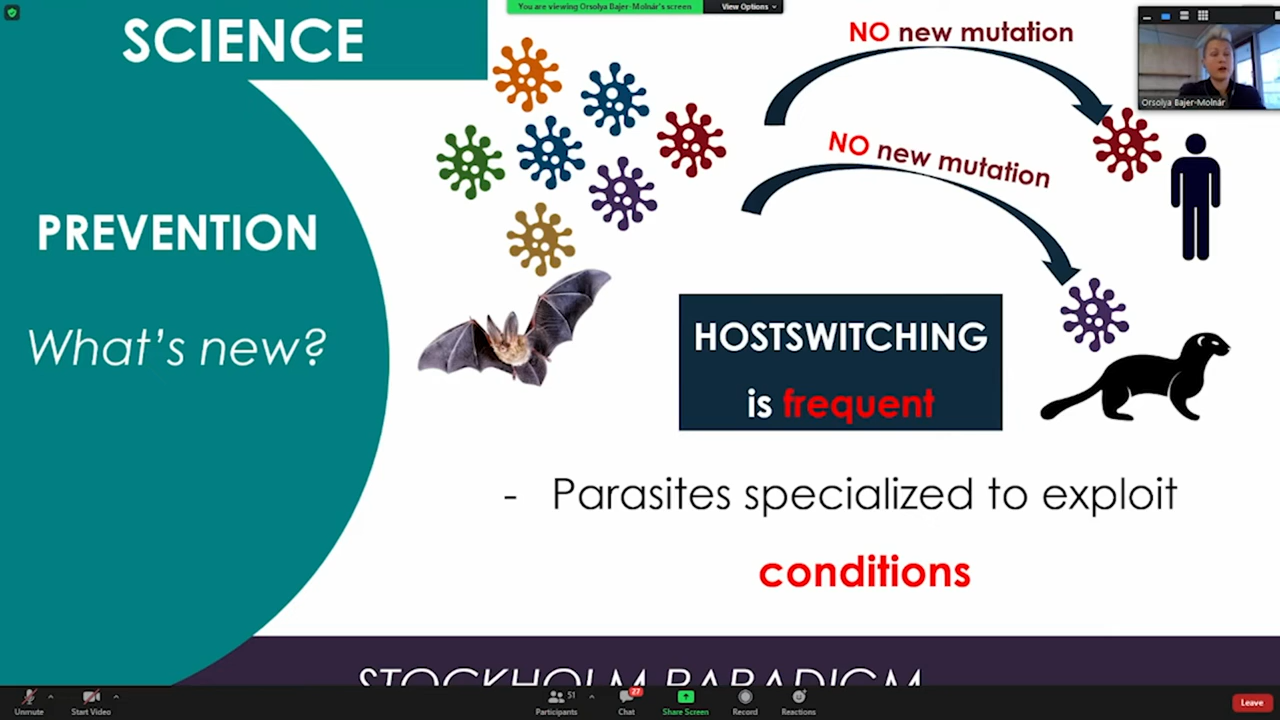 You are viewing Orsolya Bajer-Molnár's screen
View Options
SCIENCE
NO new mutation
Orsolya Bajer-Molnár
NO new mutation
PREVENTION
What's new?
HOSTSWITCHING
is frequent
- Parasites specialized to exploit
conditions
STOCKHOLM PARADIGM
Unmute
Start Video
51
Participants
27
Chat
Share Screen
Record
Reactions
Leave